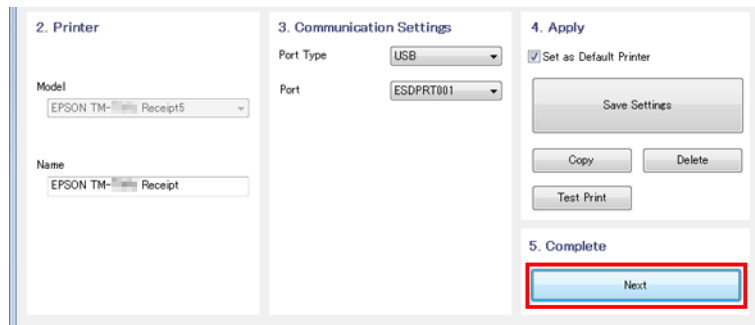 2. Printer
Model
EPSON TM- Receipt5
Name
EPSON TM- Receipt
3. Communication Settings
Port Type
USB
Port
ESDPRT001
4. Apply
Set as Default Printer
Save Settings
Copy
Delete
Test Print
5. Complete
Next